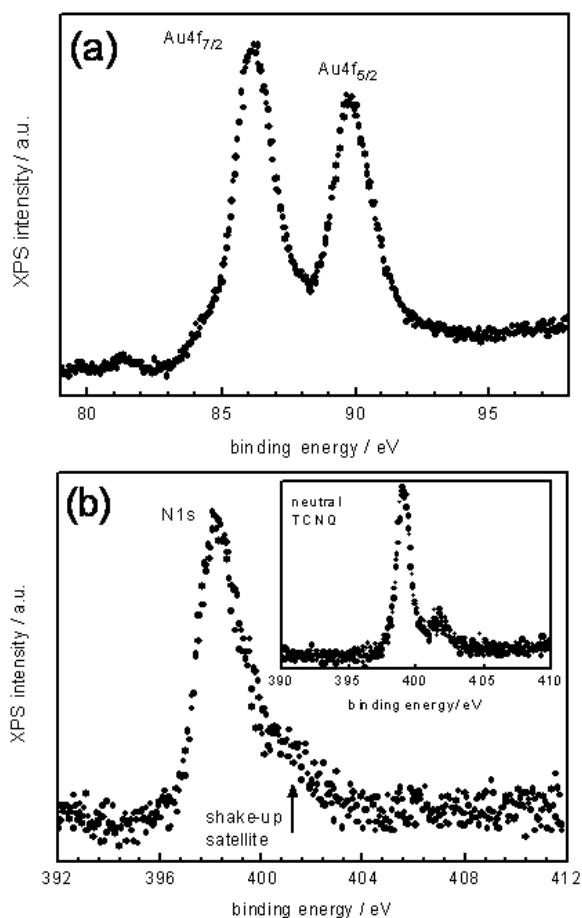 (a)
Au4f7/2
Au4f5/2
XPS intensity / a.u.
80 85 90 95
binding energy / eV
(b)
N1s
neutral
TCNQ
390 395 400 405 410
binding energy/ eV
XPS intensity / a.u.
shake-up
satellite
392 396 400 404 408 412
binding energy / eV